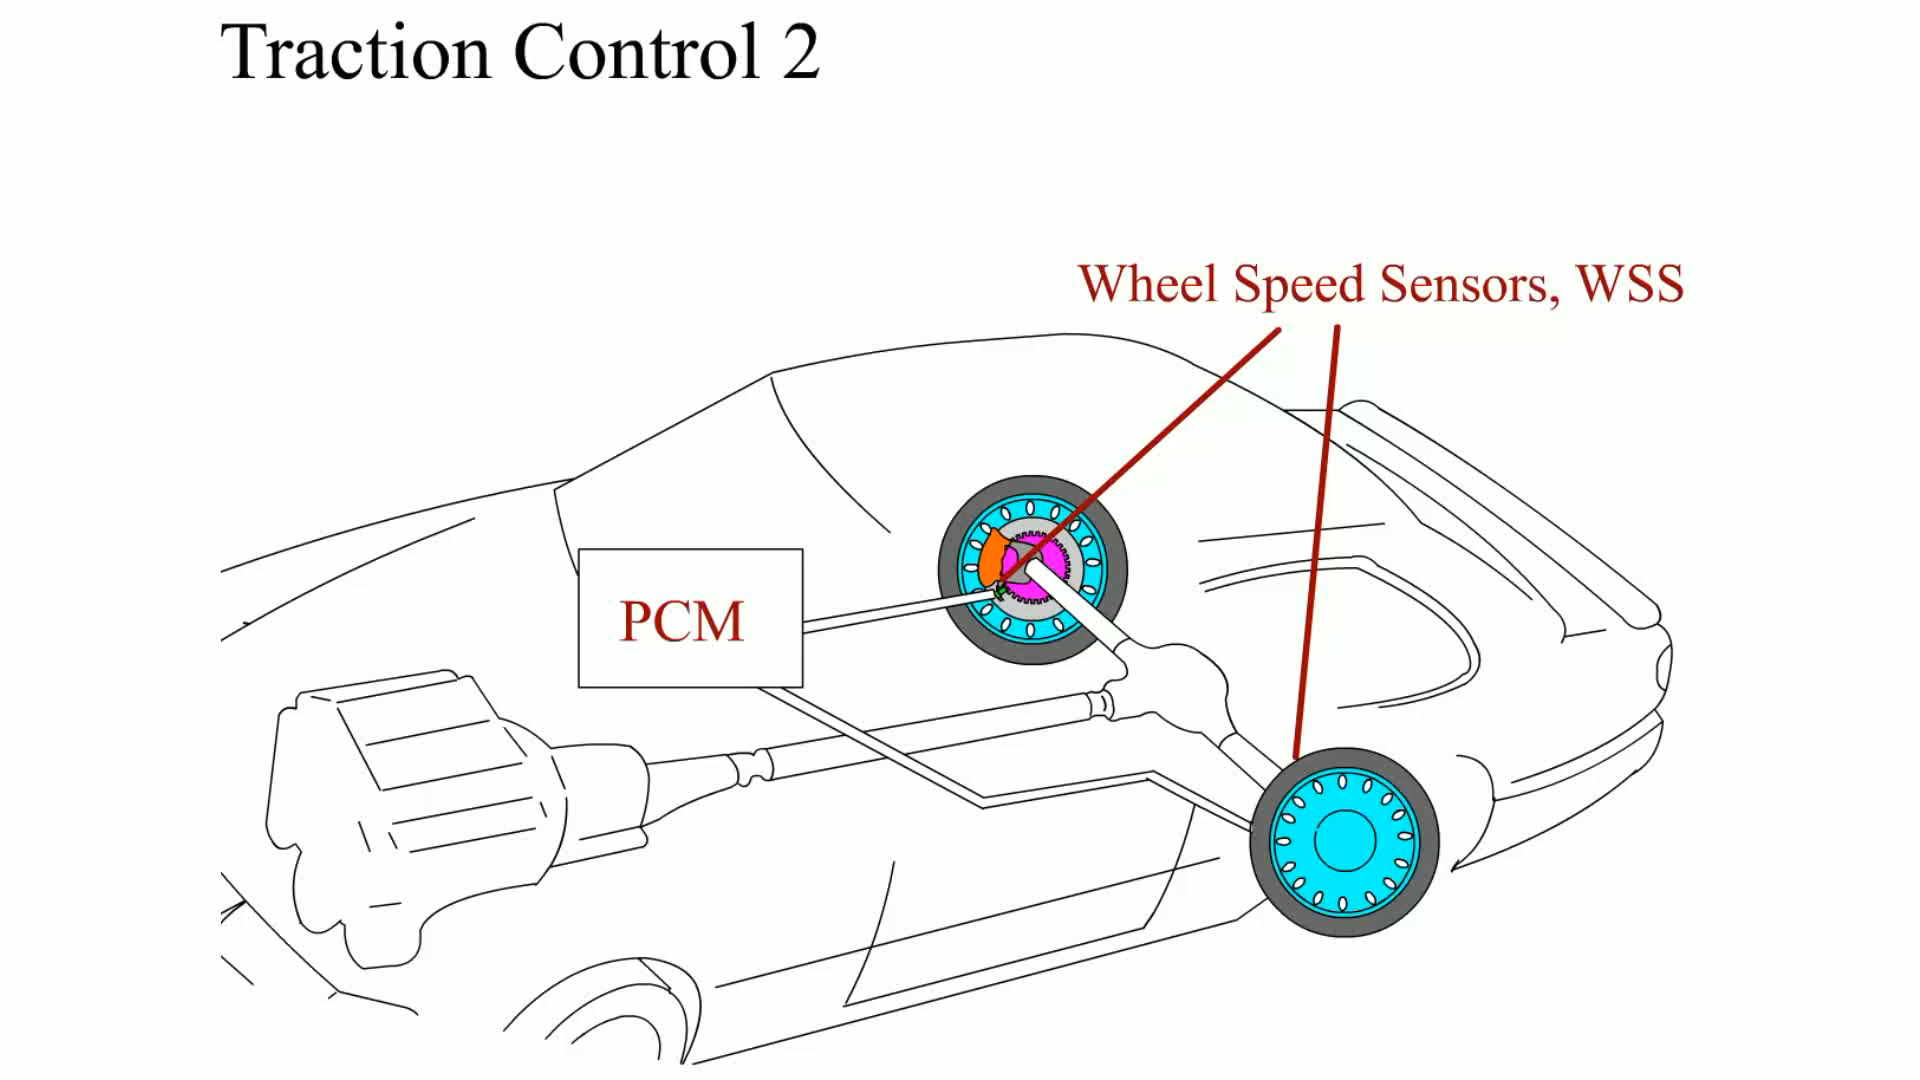 Traction Control 2
Wheel Speed Sensors, WSS
PCM